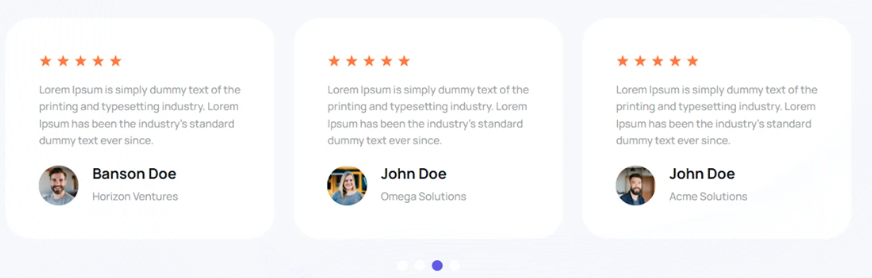 Lorem Ipsum is simply dummy text of the
printing and typesetting industry. Lorem
Ipsum has been the industry's standard
dummy text ever since.
Banson Doe
Horizon Ventures
Lorem Ipsum is simply dummy text of the
printing and typesetting industry. Lorem
Ipsum has been the industry's standard
dummy text ever since.
John Doe
Omega Solutions
Lorem Ipsum is simply dummy text of the
printing and typesetting industry. Lorem
Ipsum has been the industry's standard
dummy text ever since.
John Doe
Acme Solutions